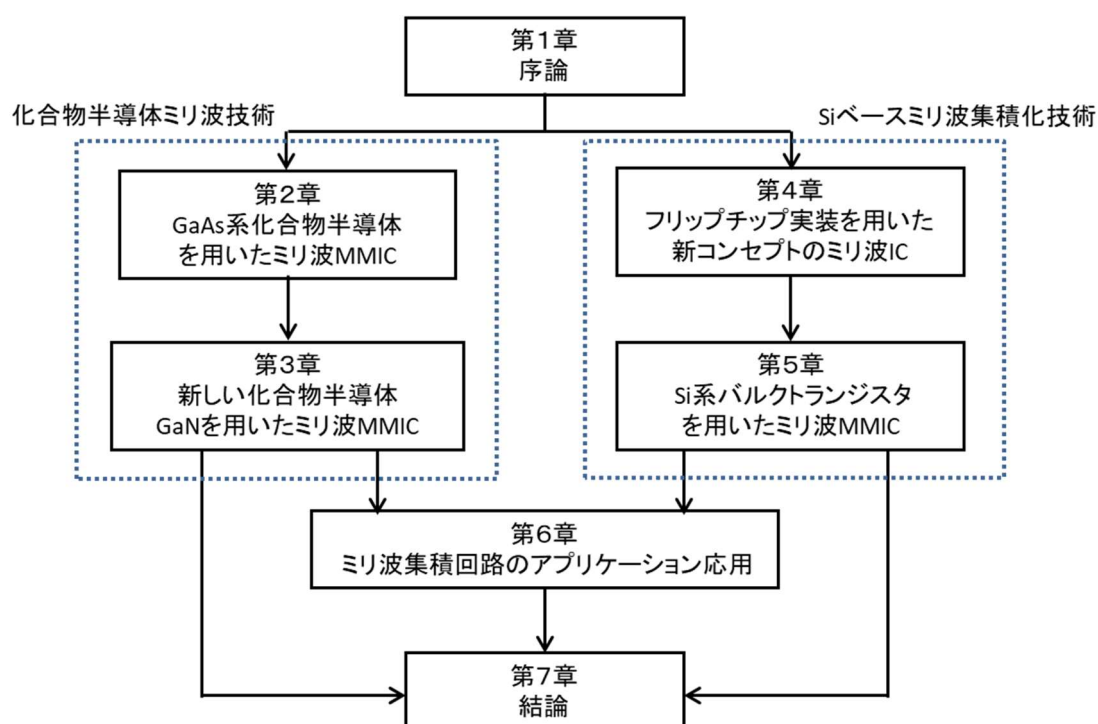 第1章
序論
化合物半導体ミリ波技術
Siベースミリ波集積化技術
第2章
GaAs系化合物半導体
を用いたミリ波MMIC
第4章
フリップチップ実装を用いた
新コンセプトのミリ波IC
第3章
新しい化合物半導体
GaNを用いたミリ波MMIC
第5章
Si系バルクトランジスタ
を用いたミリ波MMIC
第6章
ミリ波集積回路のアプリケーション応用
第7章
結論